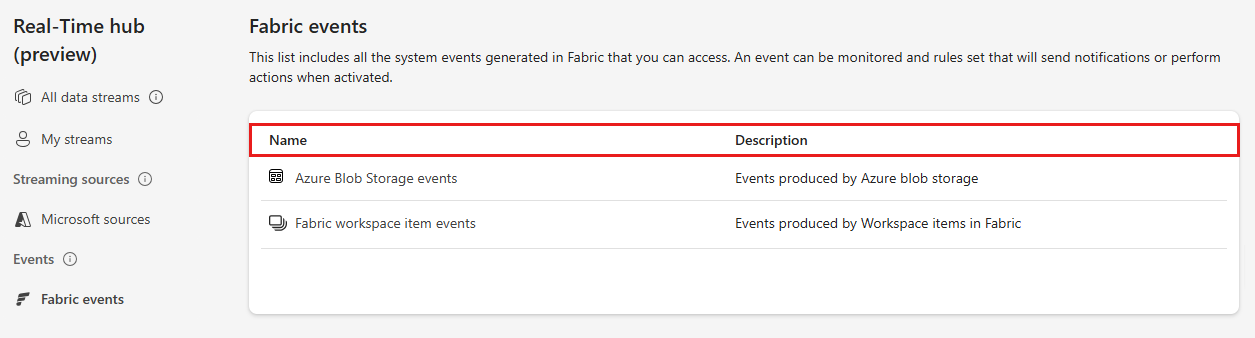 Real-Time hub
(preview)
All data streams
My streams
Streaming sources
Microsoft sources
Events
Fabric events
Fabric events
This list includes all the system events generated in Fabric that you can access. An event can be monitored and rules set that will send notifications or perform
actions when activated.
Name Description
Azure Blob Storage events Events produced by Azure blob storage
Fabric workspace item events Events produced by Workspace items in Fabric